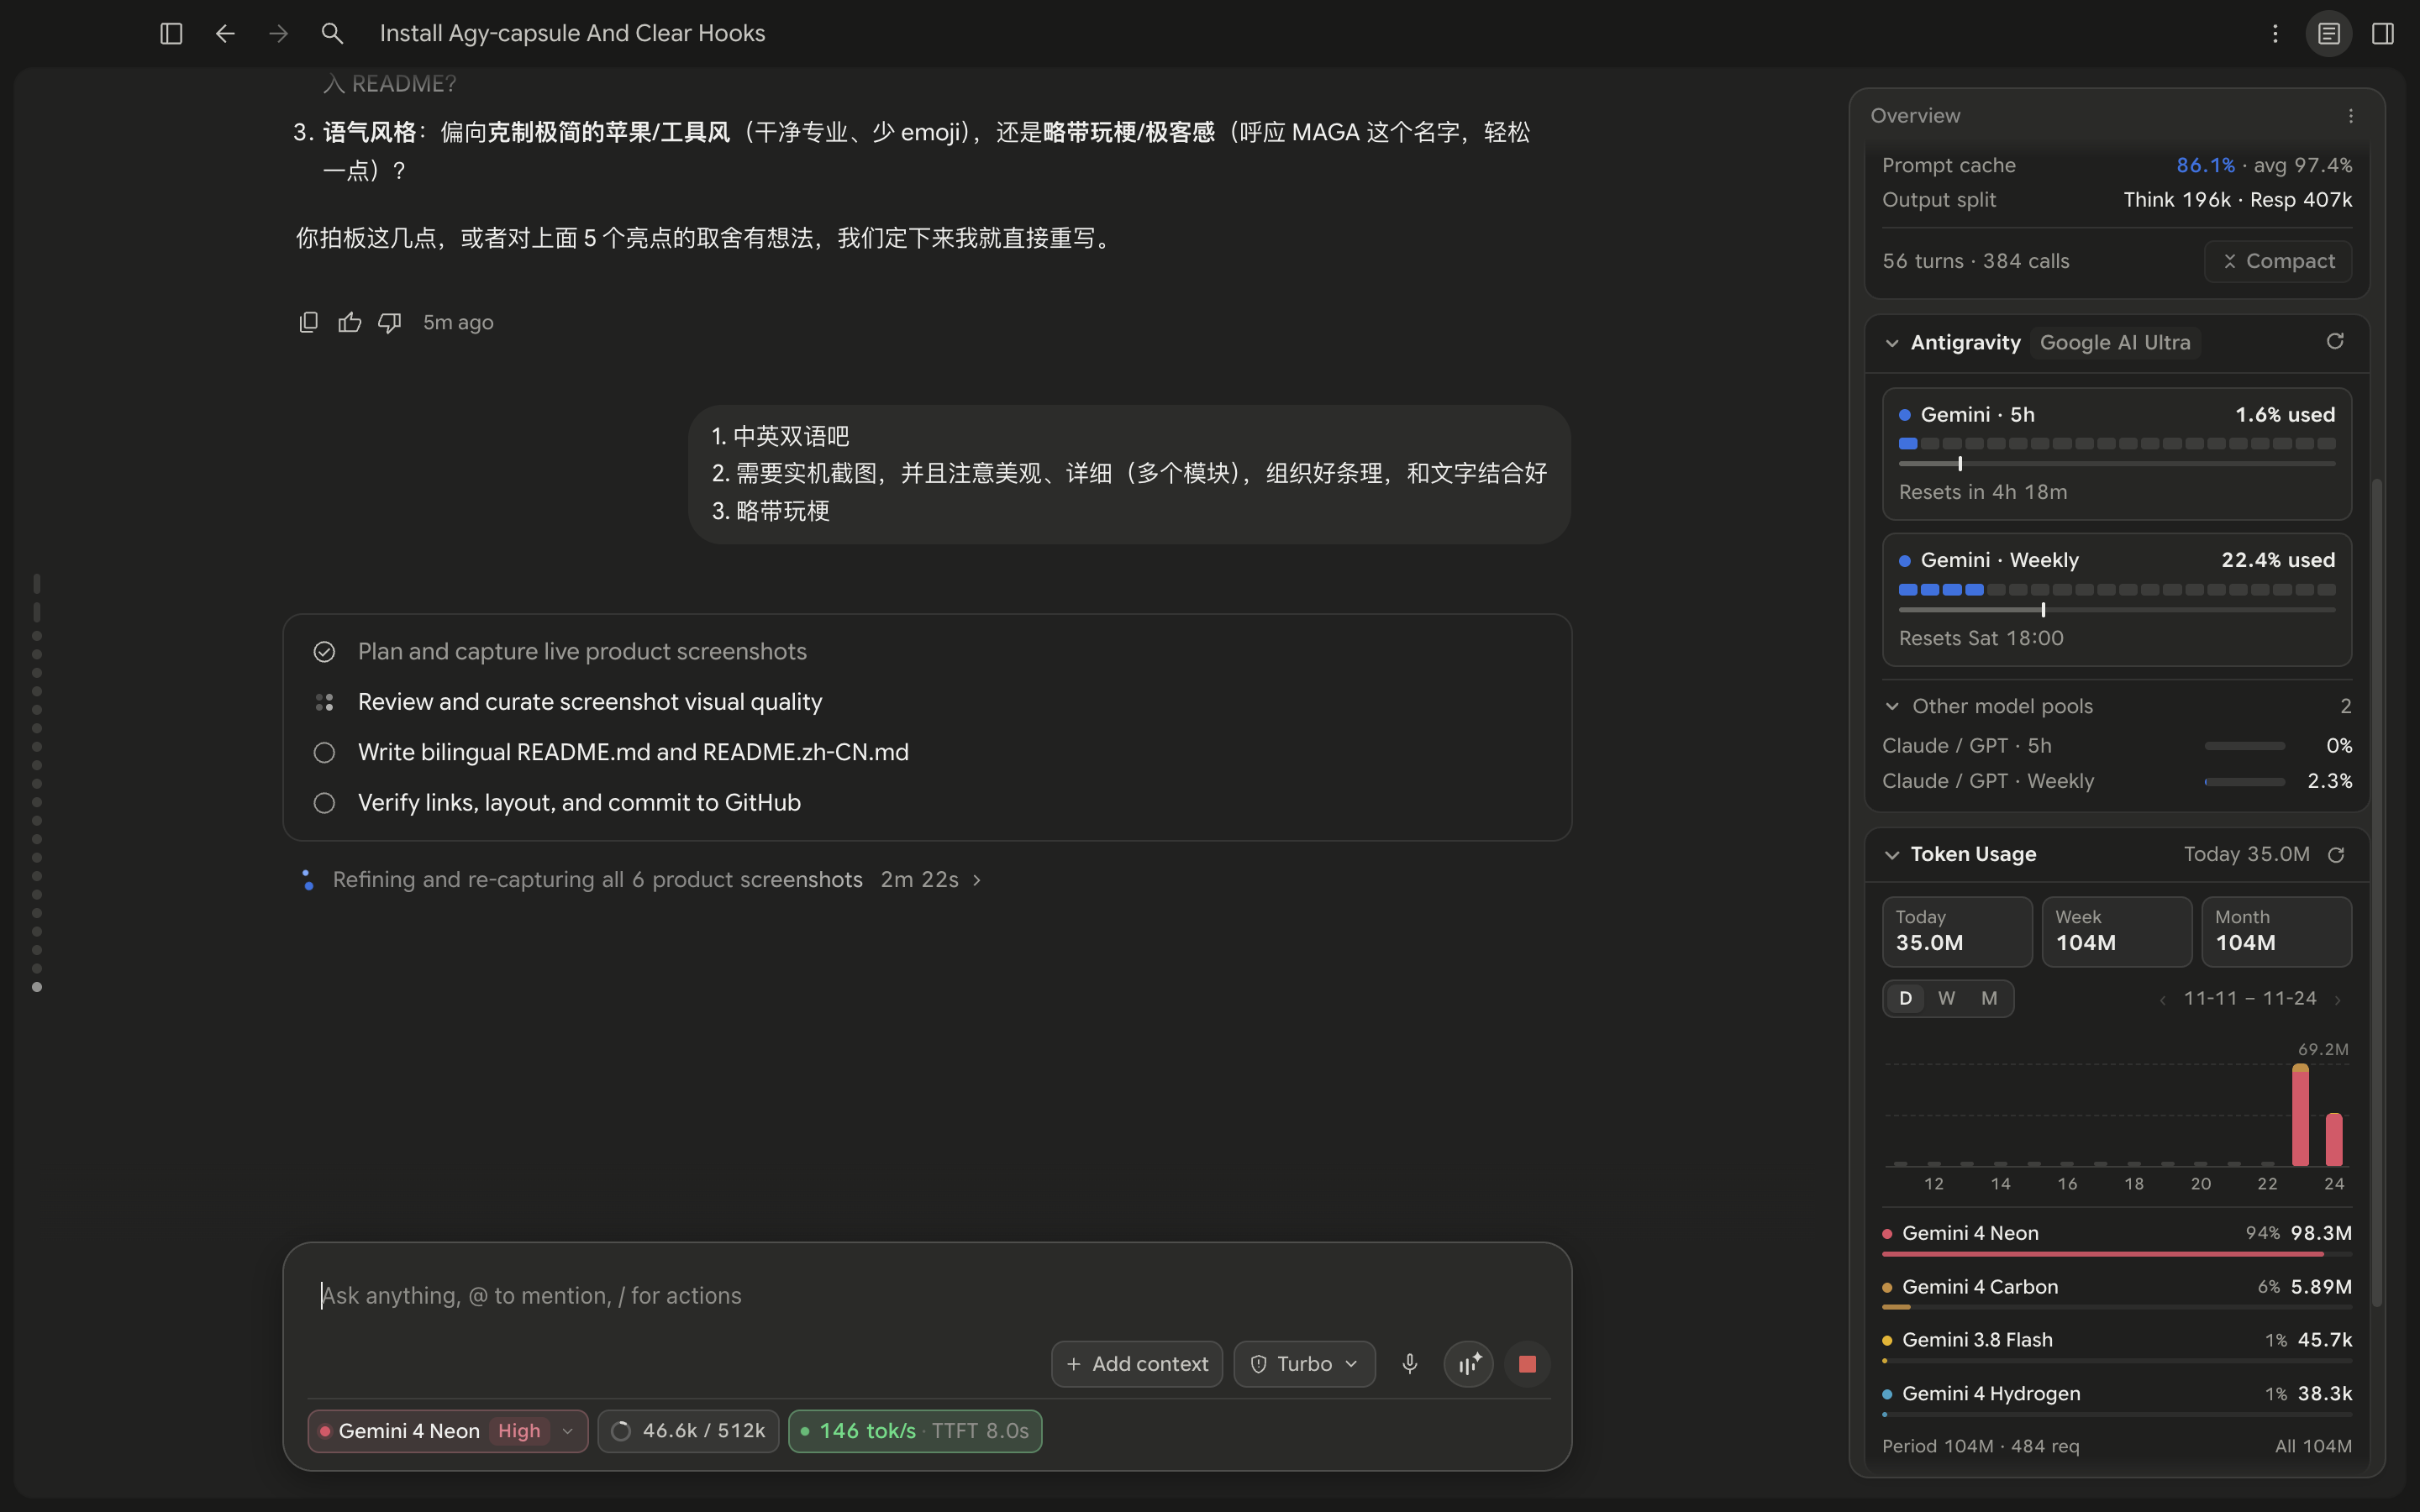 Install Agy-capsule And Clear Hooks
入 README?
3. 语气风格：偏向克制极简的苹果/工具风（干净专业、少 emoji），还是略带玩梗/极客感（呼应 MAGA 这个名字，轻松
一点）?
你拍板这几点，或者对上面 5 个亮点的取舍有想法，我们定下来我就直接重写。
5m ago
1. 中英双语吧
2. 需要实机截图，并且注意美观、详细（多个模块），组织好条理，和文字结合好
3. 略带玩梗
Plan and capture live product screenshots
Review and curate screenshot visual quality
Write bilingual README.md and README.zh-CN.md
Verify links, layout, and commit to GitHub
Refining and re-capturing all 6 product screenshots 2m 22s
Ask anything, @ to mention, / for actions
+ Add context
Turbo
Gemini 4 Neon High
46.6k / 512k
146 tok/s · TTFT 8.0s
Overview
Prompt cache 86.1% · avg 97.4%
Output split Think 196k · Resp 407k
56 turns · 384 calls Compact
Antigravity Google AI Ultra
Gemini · 5h 1.6% used
Resets in 4h 18m
Gemini · Weekly 22.4% used
Resets Sat 18:00
Other model pools 2
Claude / GPT · 5h 0%
Claude / GPT · Weekly 2.3%
Token Usage Today 35.0M
Today Week Month
35.0M 104M 104M
D W M ‹ 11-11 – 11-24 ›
69.2M
12 14 16 18 20 22 24
Gemini 4 Neon 94% 98.3M
Gemini 4 Carbon 6% 5.89M
Gemini 3.8 Flash 1% 45.7k
Gemini 4 Hydrogen 1% 38.3k
Period 104M · 484 req All 104M